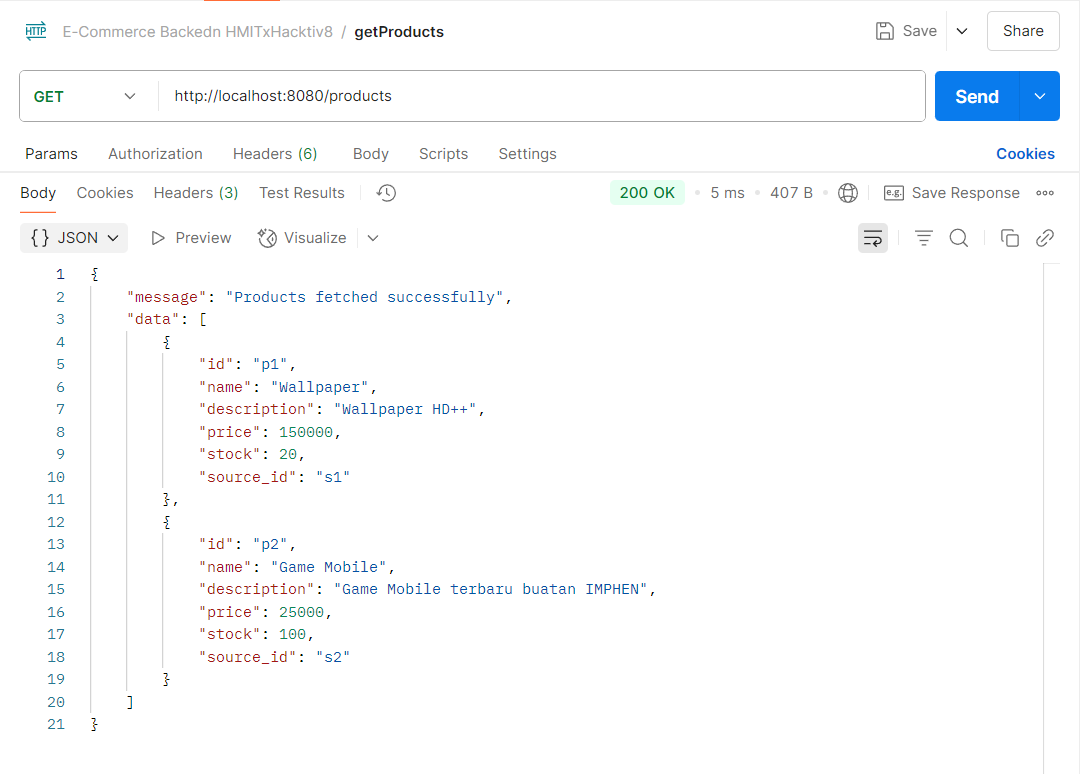 HTTP E-Commerce Backedn HMITxHacktiv8 / getProducts Save Share
GET http://localhost:8080/products Send
Params Authorization Headers (6) Body Scripts Settings Cookies
Body Cookies Headers (3) Test Results 200 OK • 5 ms • 407 B • e.g. Save Response
{} JSON Preview Visualize
1 {
2 "message": "Products fetched successfully",
3 "data": [
4 {
5 "id": "p1",
6 "name": "Wallpaper",
7 "description": "Wallpaper HD++",
8 "price": 150000,
9 "stock": 20,
10 "source_id": "s1"
11 },
12 {
13 "id": "p2",
14 "name": "Game Mobile",
15 "description": "Game Mobile terbaru buatan IMPHEN",
16 "price": 25000,
17 "stock": 100,
18 "source_id": "s2"
19 }
20 ]
21 }